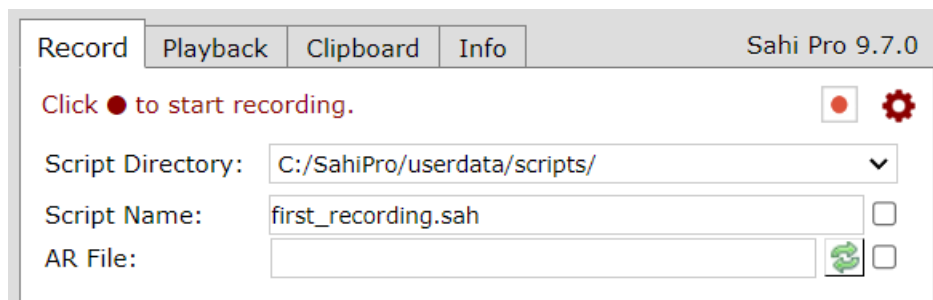 Record Playback Clipboard Info Sahi Pro 9.7.0
Click ● to start recording.
Script Directory: C:/SahiPro/userdata/scripts/
Script Name: first_recording.sah
AR File: